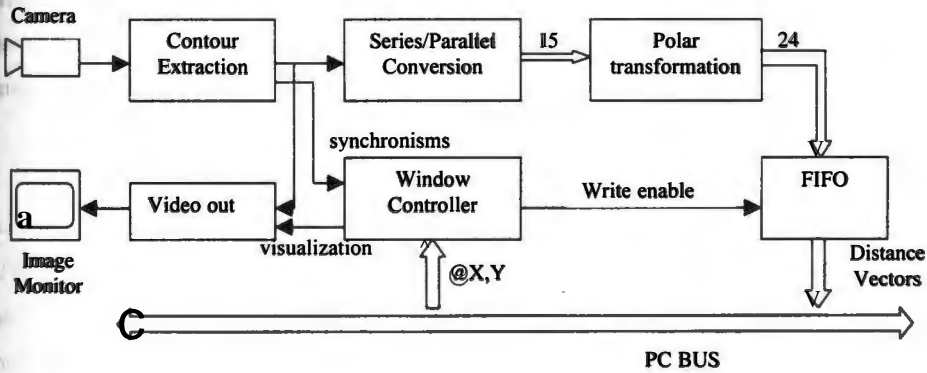 Camera
Contour
Extraction
Series/Parallel
Conversion
15
Polar
transformation
24
synchronisms
a
Image
Monitor
Video out
visualization
Window
Controller
Write enable
FIFO
@X,Y
Distance
Vectors
C
PC BUS